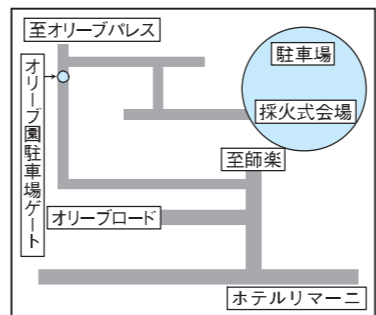 至オリーブパレス
オリーブ園駐車場ゲート
駐車場
採火式会場
至師楽
オリーブロード
ホテルリマーニ